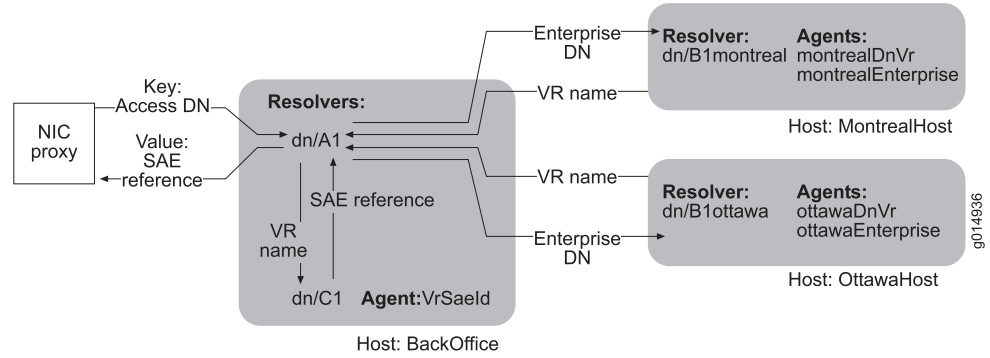 NIC
proxy
Key:
Access DN
Value:
SAE
reference
Resolvers:
dn/A1
SAE reference
VR
name
dn/C1
Agent:VrSaeId
Host: BackOffice
Enterprise
DN
VR name
Resolver:
dn/B1montreal
Agents:
montrealDnVr
montrealEnterprise
Host: MontrealHost
VR name
Enterprise
DN
Resolver:
dn/B1ottawa
Agents:
ottawaDnVr
ottawaEnterprise
Host: OttawaHost
g014936